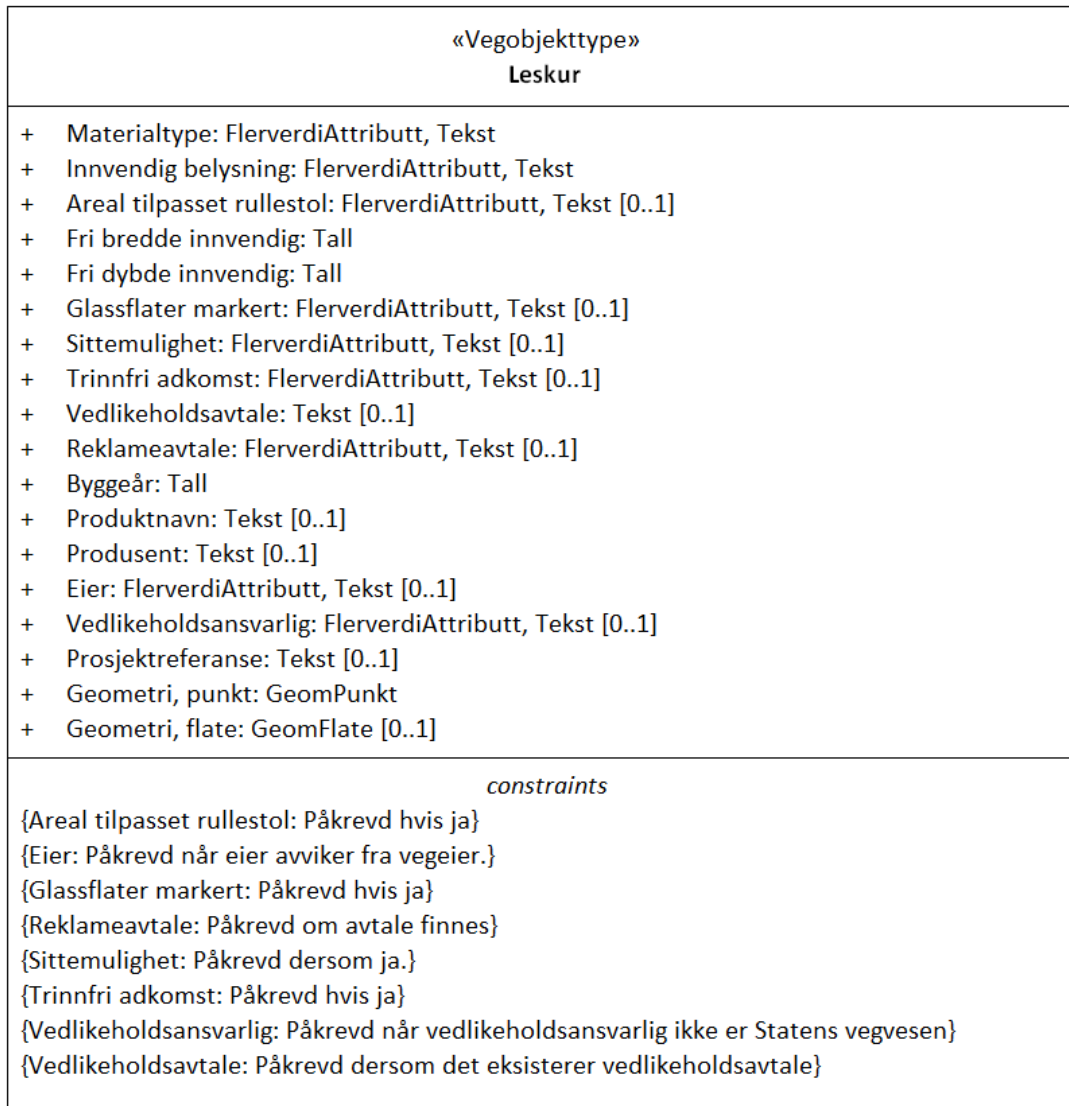 «Vegobjekttype»
Leskur
+ Materialtype: FlerverdiAttributt, Tekst
+ Innvendig belysning: FlerverdiAttributt, Tekst
+ Areal tilpasset rullestol: FlerverdiAttributt, Tekst [0..1]
+ Fri bredde innvendig: Tall
+ Fri dybde innvendig: Tall
+ Glassflater markert: FlerverdiAttributt, Tekst [0..1]
+ Sittemulighet: FlerverdiAttributt, Tekst [0..1]
+ Trinnfri adkomst: FlerverdiAttributt, Tekst [0..1]
+ Vedlikeholdsavtale: Tekst [0..1]
+ Reklameavtale: FlerverdiAttributt, Tekst [0..1]
+ Byggeår: Tall
+ Produktnavn: Tekst [0..1]
+ Produsent: Tekst [0..1]
+ Eier: FlerverdiAttributt, Tekst [0..1]
+ Vedlikeholdsansvarlig: FlerverdiAttributt, Tekst [0..1]
+ Prosjektreferanse: Tekst [0..1]
+ Geometri, punkt: GeomPunkt
+ Geometri, flate: GeomFlate [0..1]
constraints
{Areal tilpasset rullestol: Påkrevd hvis ja}
{Eier: Påkrevd når eier avviker fra vegeier.}
{Glassflater markert: Påkrevd hvis ja}
{Reklameavtale: Påkrevd om avtale finnes}
{Sittemulighet: Påkrevd dersom ja.}
{Trinnfri adkomst: Påkrevd hvis ja}
{Vedlikeholdsansvarlig: Påkrevd når vedlikeholdsansvarlig ikke er Statens vegvesen}
{Vedlikeholdsavtale: Påkrevd dersom det eksisterer vedlikeholdsavtale}